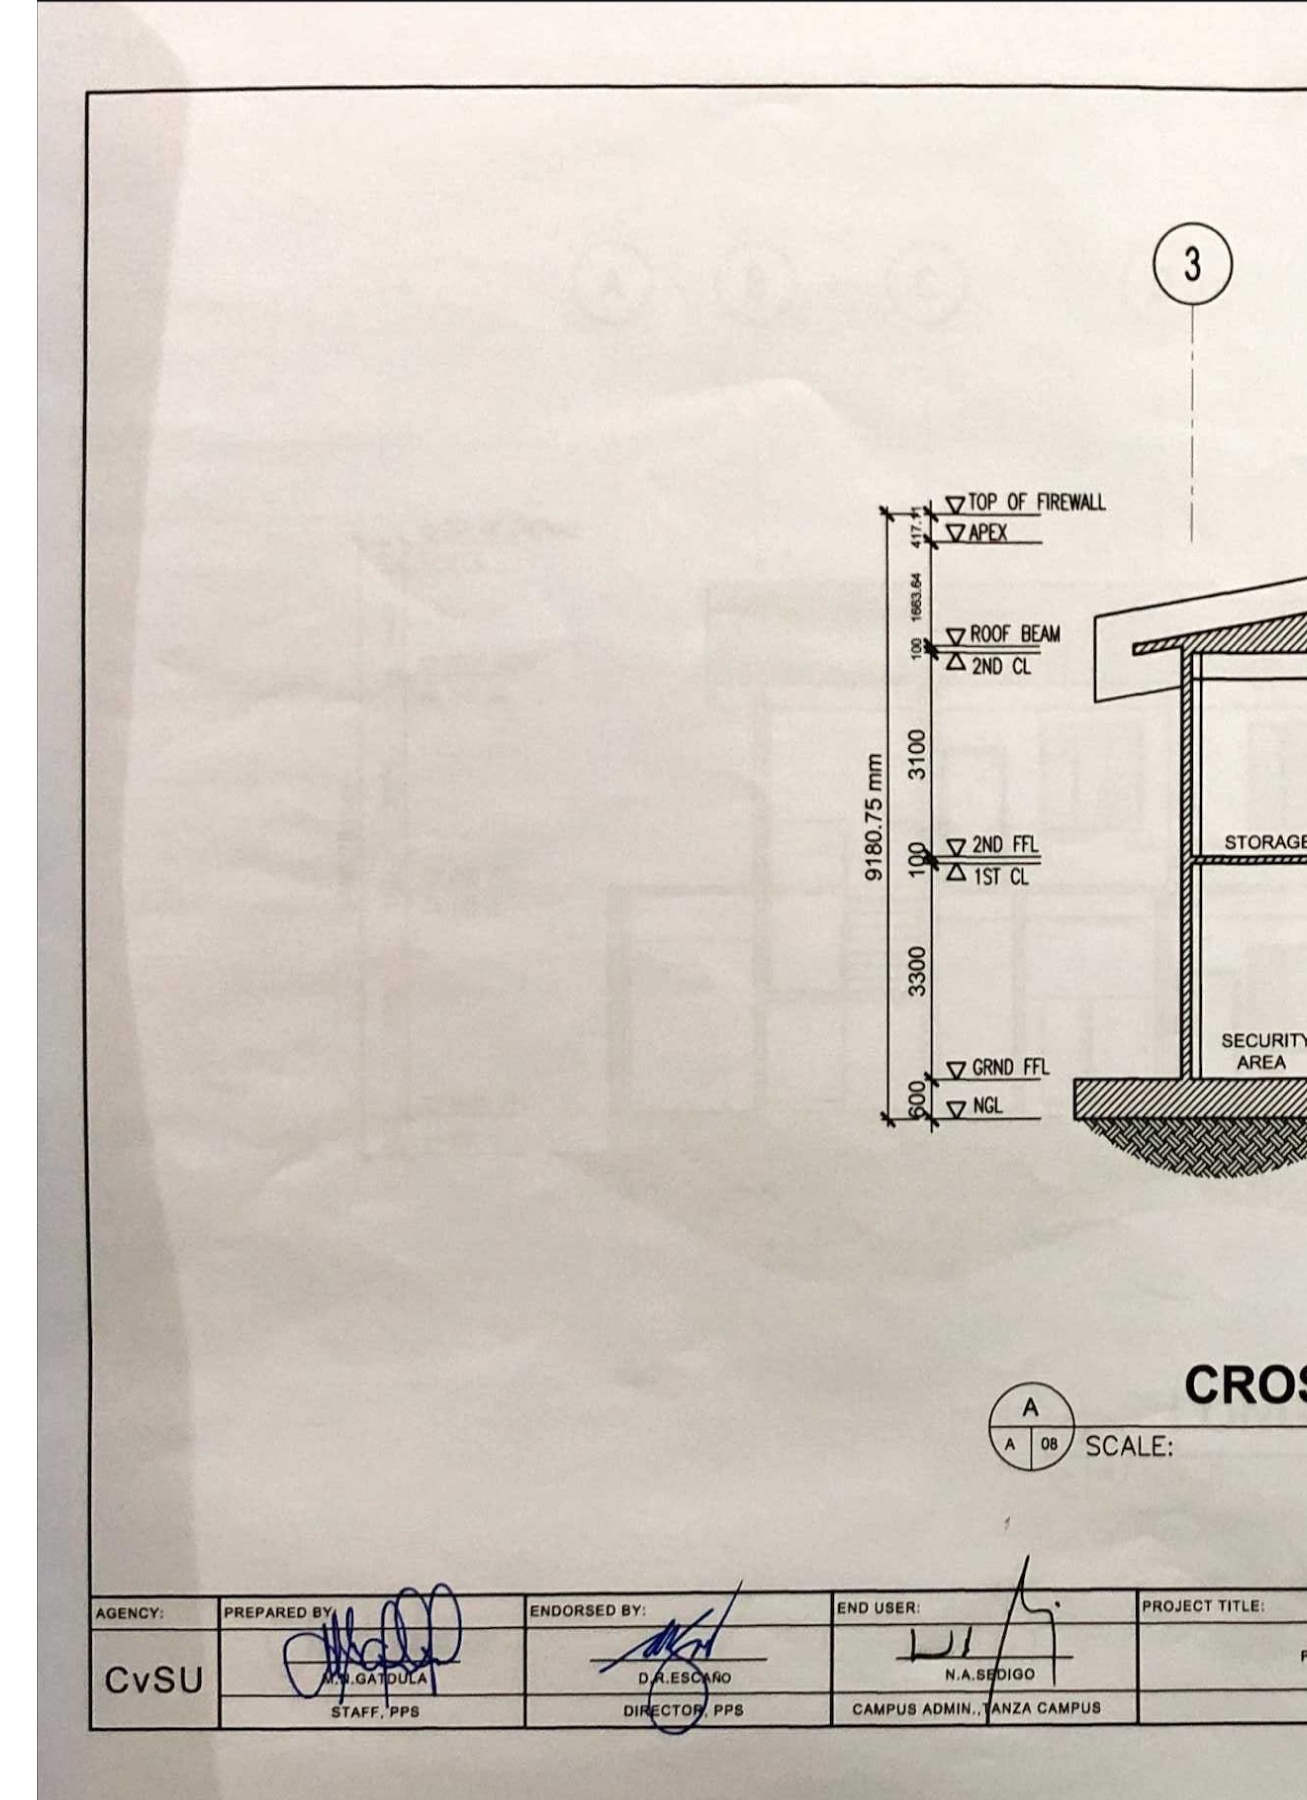 3
TOP OF FIREWALL
417.11
APEX
1663.64
ROOF BEAM
100
2ND CL
3100
9180.75 mm
STORAGE
2ND FFL
100
1ST CL
3300
SECURITY
AREA
GRND FFL
600
NGL
CROS
A
A 08
SCALE:
AGENCY:
CvSU
PREPARED BY:
M.N.GATDULA
STAFF, PPS
ENDORSED BY:
D.R.ESCAÑO
DIRECTOR, PPS
END USER:
N.A.SEDIGO
CAMPUS ADMIN., TANZA CAMPUS
PROJECT TITLE: